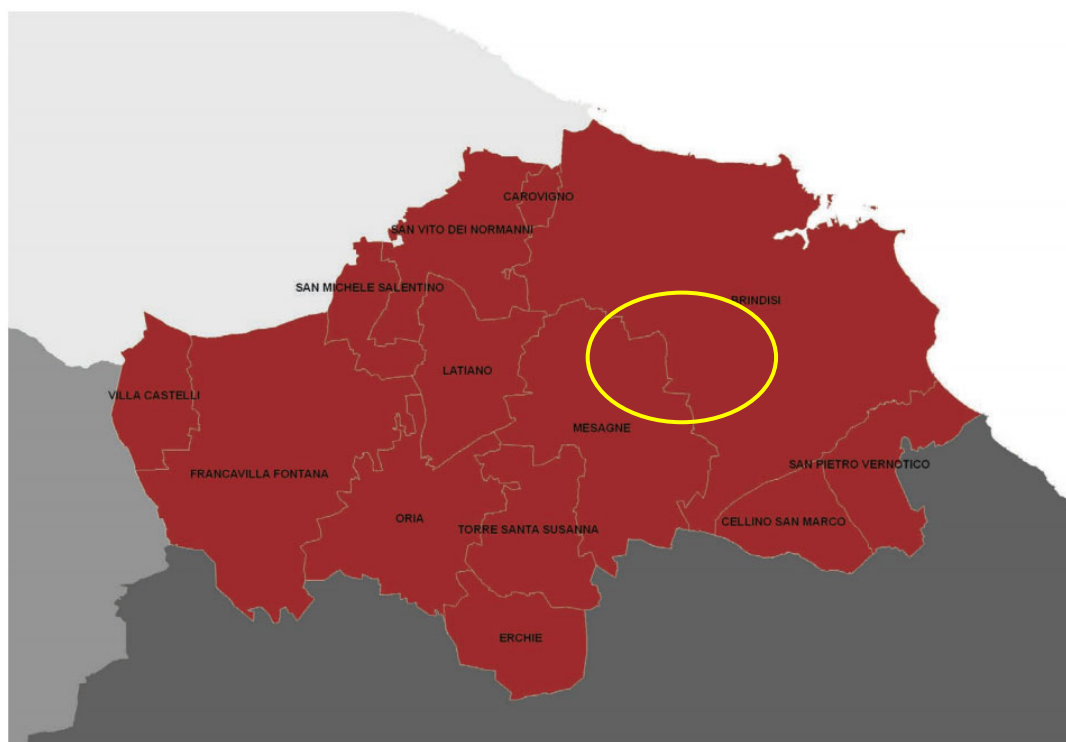 CAROVIGNO
SAN VITO DEI NORMANNI
SAN MICHELE SALENTINO
BRINDISI
LATIANO
VILLA CASTELLI
MESAGNE
FRANCAVILLA FONTANA
SAN PIETRO VERNOTICO
ORIA
CELLINO SAN MARCO
TORRE SANTA SUSANNA
ERCHIE